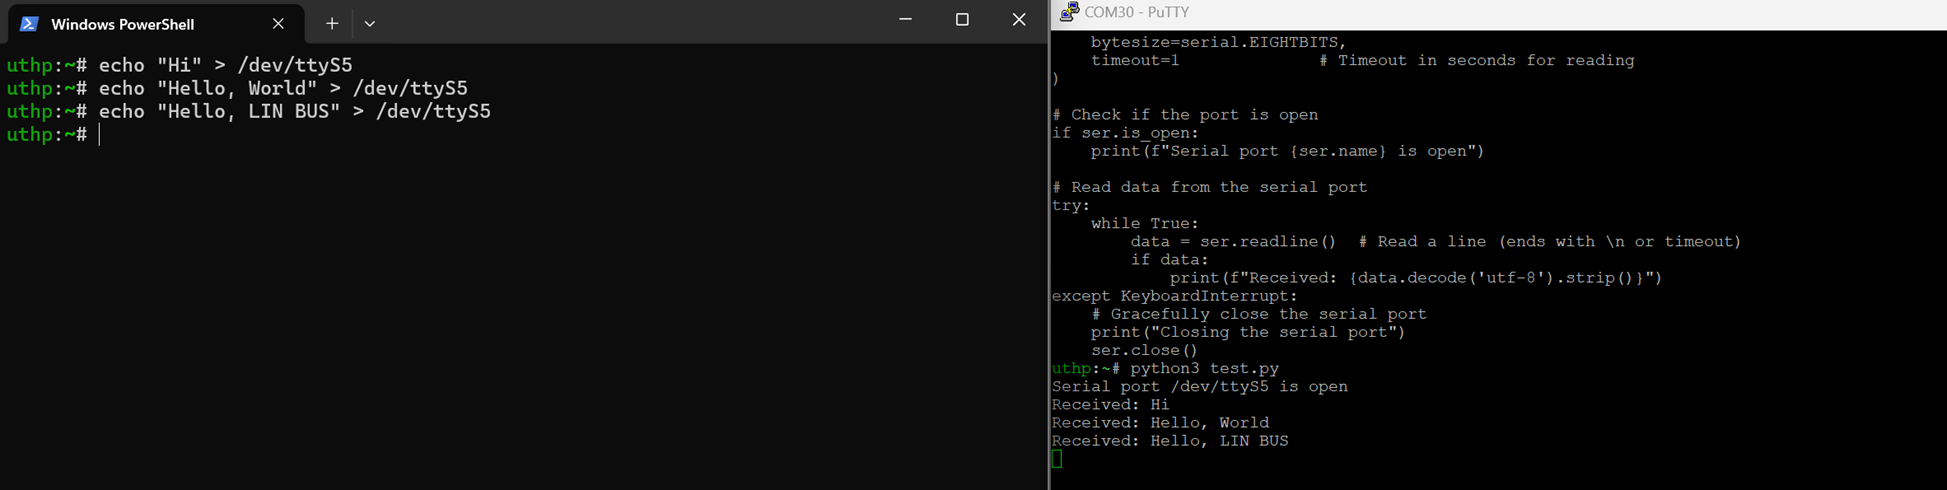 Windows PowerShell
uthp:~# echo "Hi" > /dev/ttyS5
uthp:~# echo "Hello, World" > /dev/ttyS5
uthp:~# echo "Hello, LIN BUS" > /dev/ttyS5
uthp:~#
COM30 - PuTTY
    bytesize=serial.EIGHTBITS,
    timeout=1              # Timeout in seconds for reading
)
# Check if the port is open
if ser.is_open:
    print(f"Serial port {ser.name} is open")
# Read data from the serial port
try:
    while True:
        data = ser.readline()  # Read a line (ends with \n or timeout)
        if data:
            print(f"Received: {data.decode('utf-8').strip()}")
except KeyboardInterrupt:
    # Gracefully close the serial port
    print("Closing the serial port")
    ser.close()
uthp:~# python3 test.py
Serial port /dev/ttyS5 is open
Received: Hi
Received: Hello, World
Received: Hello, LIN BUS